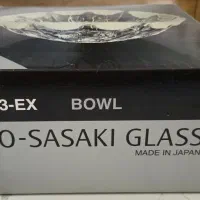 3-EX BOWL
O-SASAKI GLASS
MADE IN JAPAN